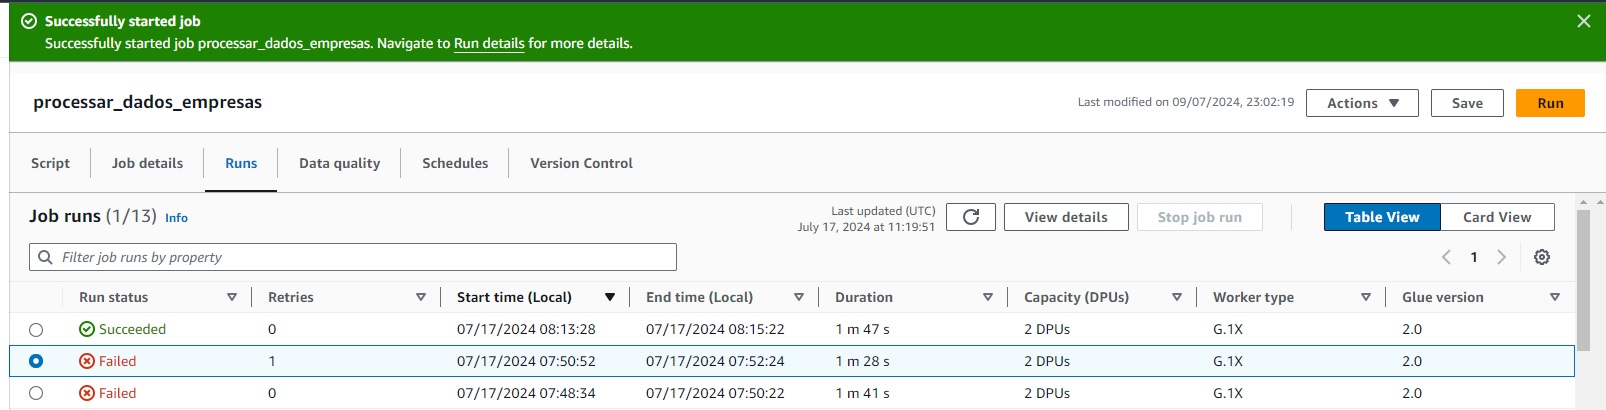 Successfully started job
Successfully started job processar_dados_empresas. Navigate to Run details for more details.
processar_dados_empresas
Last modified on 09/07/2024, 23:02:19
Actions
Save
Run
Script
Job details
Runs
Data quality
Schedules
Version Control
Job runs (1/13) Info
Last updated (UTC)
July 17, 2024 at 11:19:51
View details
Stop job run
Table View
Card View
Filter job runs by property
1
Run status Retries Start time (Local) End time (Local) Duration Capacity (DPUs) Worker type Glue version
Succeeded 0 07/17/2024 08:13:28 07/17/2024 08:15:22 1 m 47 s 2 DPUs G.1X 2.0
Failed 1 07/17/2024 07:50:52 07/17/2024 07:52:24 1 m 28 s 2 DPUs G.1X 2.0
Failed 0 07/17/2024 07:48:34 07/17/2024 07:50:22 1 m 41 s 2 DPUs G.1X 2.0